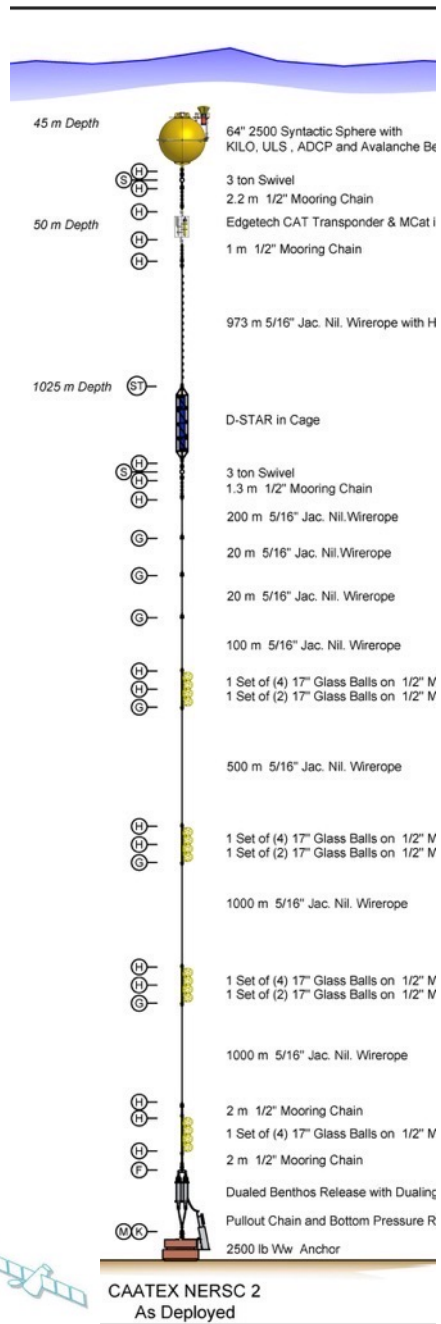 45 m Depth
64" 2500 Syntactic Sphere with
KILO, ULS , ADCP and Avalanche Be
H
S
3 ton Swivel
H
2.2 m 1/2" Mooring Chain
H
50 m Depth
Edgetech CAT Transponder & MCat i
H
1 m 1/2" Mooring Chain
H
973 m 5/16" Jac. Nil. Wirerope with H
1025 m Depth
ST
D-STAR in Cage
H
S
3 ton Swivel
H
1.3 m 1/2" Mooring Chain
H
200 m 5/16" Jac. Nil.Wirerope
G
20 m 5/16" Jac. Nil.Wirerope
G
20 m 5/16" Jac. Nil. Wirerope
G
100 m 5/16" Jac. Nil. Wirerope
H
1 Set of (4) 17" Glass Balls on 1/2" M
H
1 Set of (2) 17" Glass Balls on 1/2" M
G
500 m 5/16" Jac. Nil. Wirerope
H
1 Set of (4) 17" Glass Balls on 1/2" M
H
1 Set of (2) 17" Glass Balls on 1/2" M
G
1000 m 5/16" Jac. Nil. Wirerope
H
1 Set of (4) 17" Glass Balls on 1/2" M
H
1 Set of (2) 17" Glass Balls on 1/2" M
G
1000 m 5/16" Jac. Nil. Wirerope
H
2 m 1/2" Mooring Chain
H
1 Set of (4) 17" Glass Balls on 1/2" M
H
2 m 1/2" Mooring Chain
F
Dualed Benthos Release with Dualing
Pullout Chain and Bottom Pressure R
M K
2500 lb Ww Anchor
CAATEX NERSC 2
As Deployed